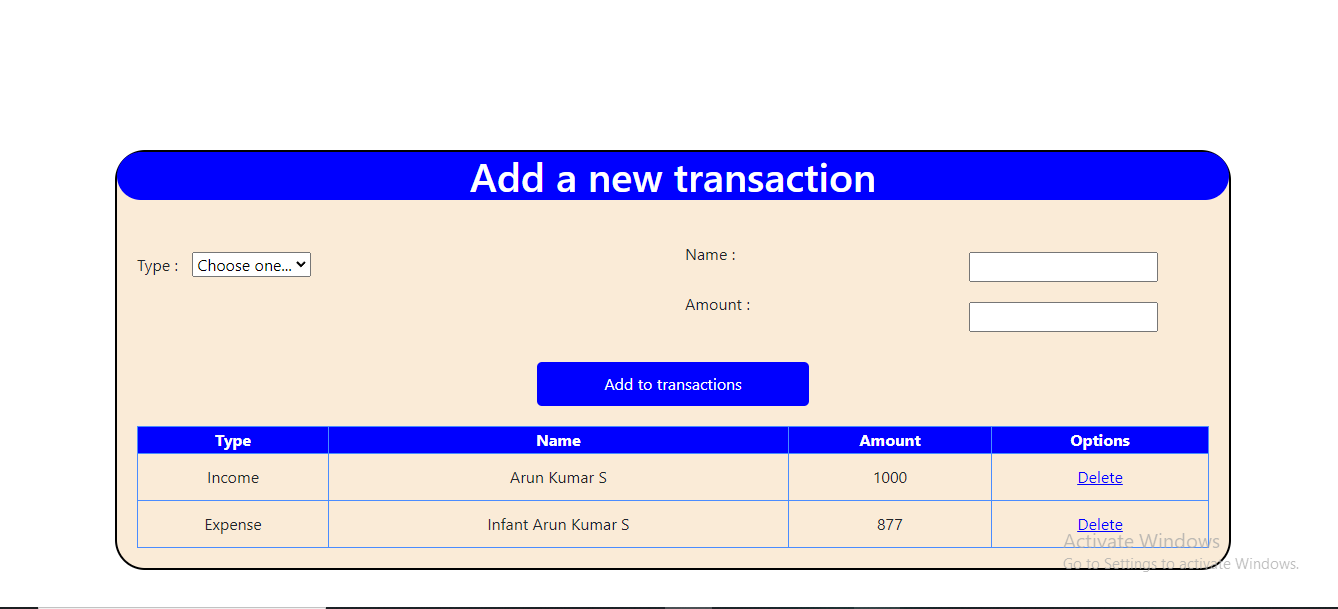 Add a new transaction
Type : Choose one... Name :
Amount :
Add to transactions
Type Name Amount Options
Income Arun Kumar S 1000 Delete
Expense Infant Arun Kumar S 877 Delete
Activate Windows
Go to Settings to activate Windows.